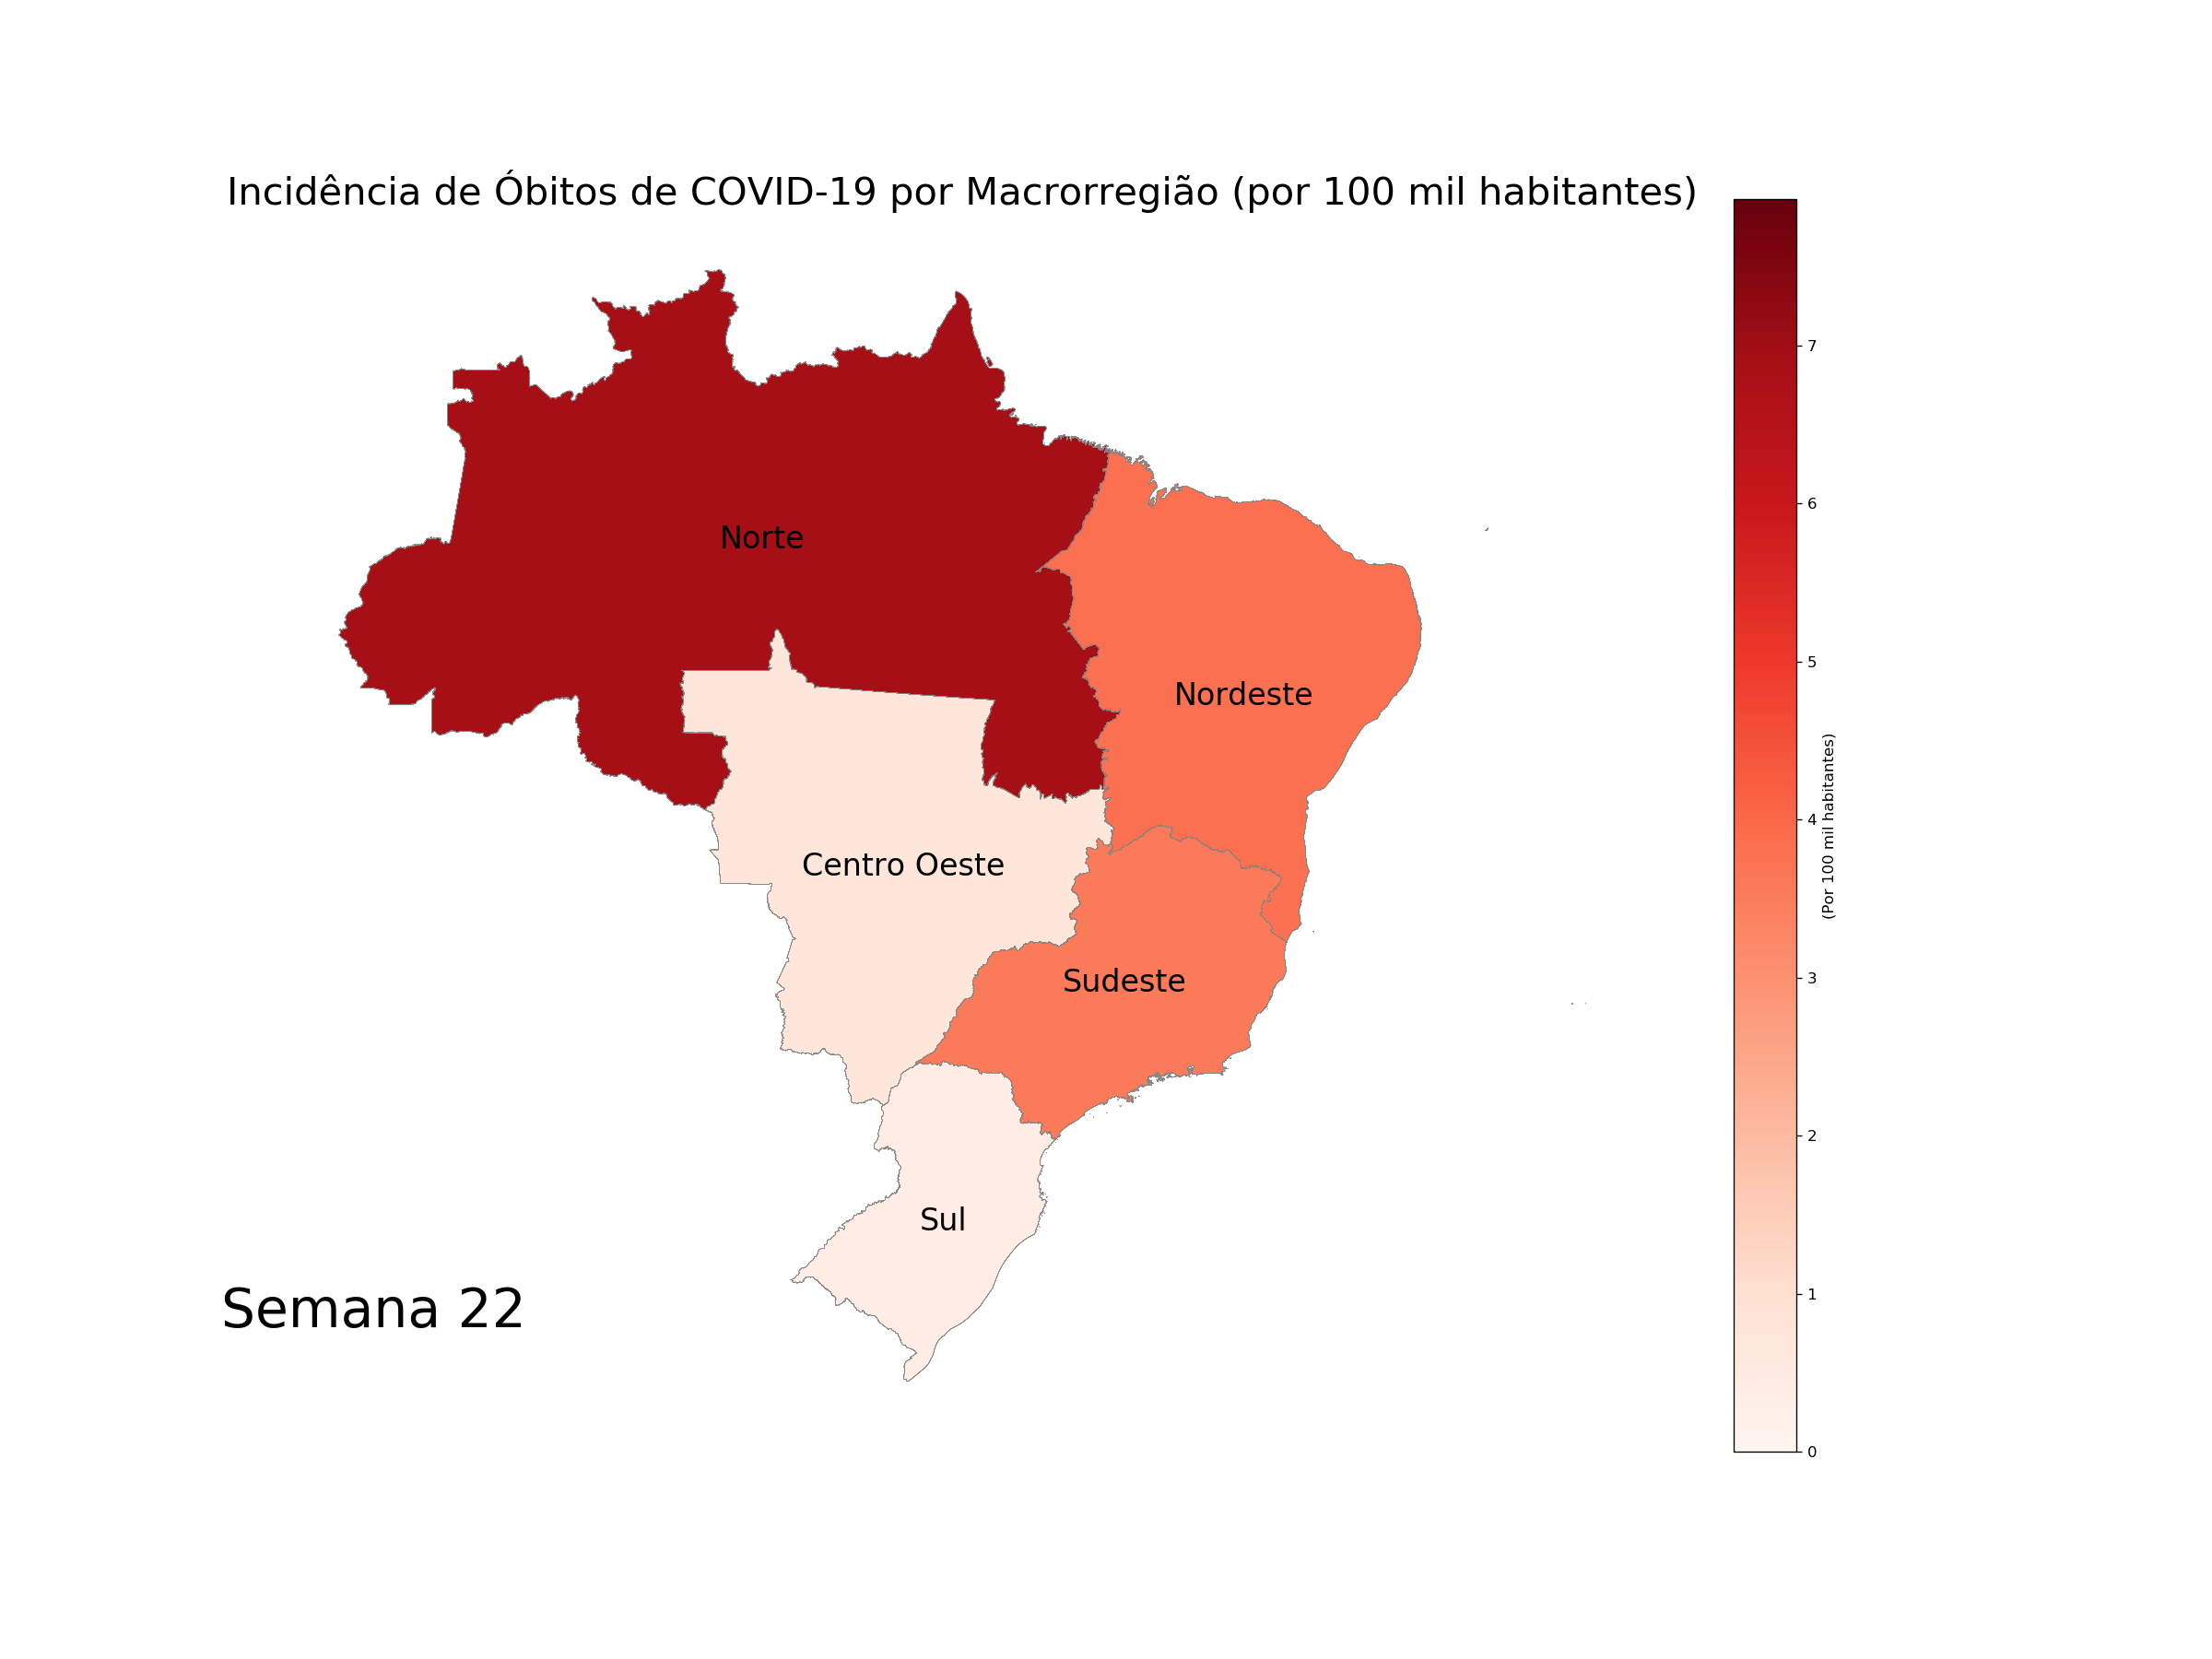 Incidência de Óbitos de COVID-19 por Macrorregião (por 100 mil habitantes)
Norte
Nordeste
Centro Oeste
Sudeste
Sul
Semana 22
7
6
5
4
3
2
1
0
(Por 100 mil habitantes)